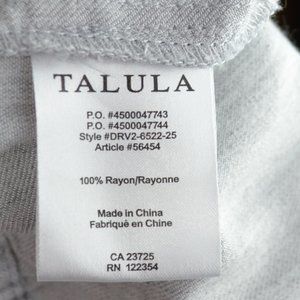 TALULA
P.O. #4500047743
P.O. #4500047744
Style #DRV2-6522-25
Article #56454
100% Rayon/Rayonne
Made in China
Fabriqué en Chine
CA 23725
RN 122354